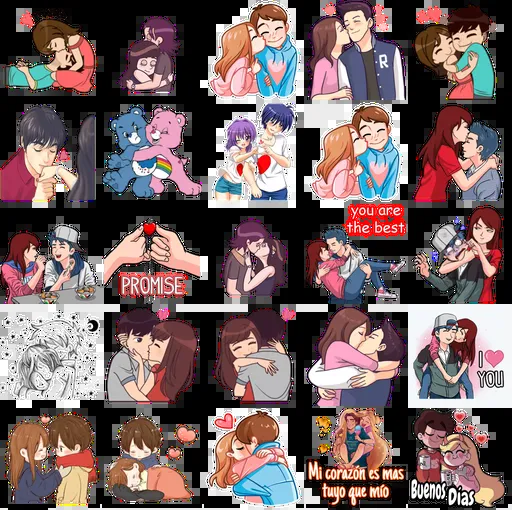 R
you are
the best
PROMISE
I
YOU
Mi corazón es mas
tuyo que mío
Buenos Días